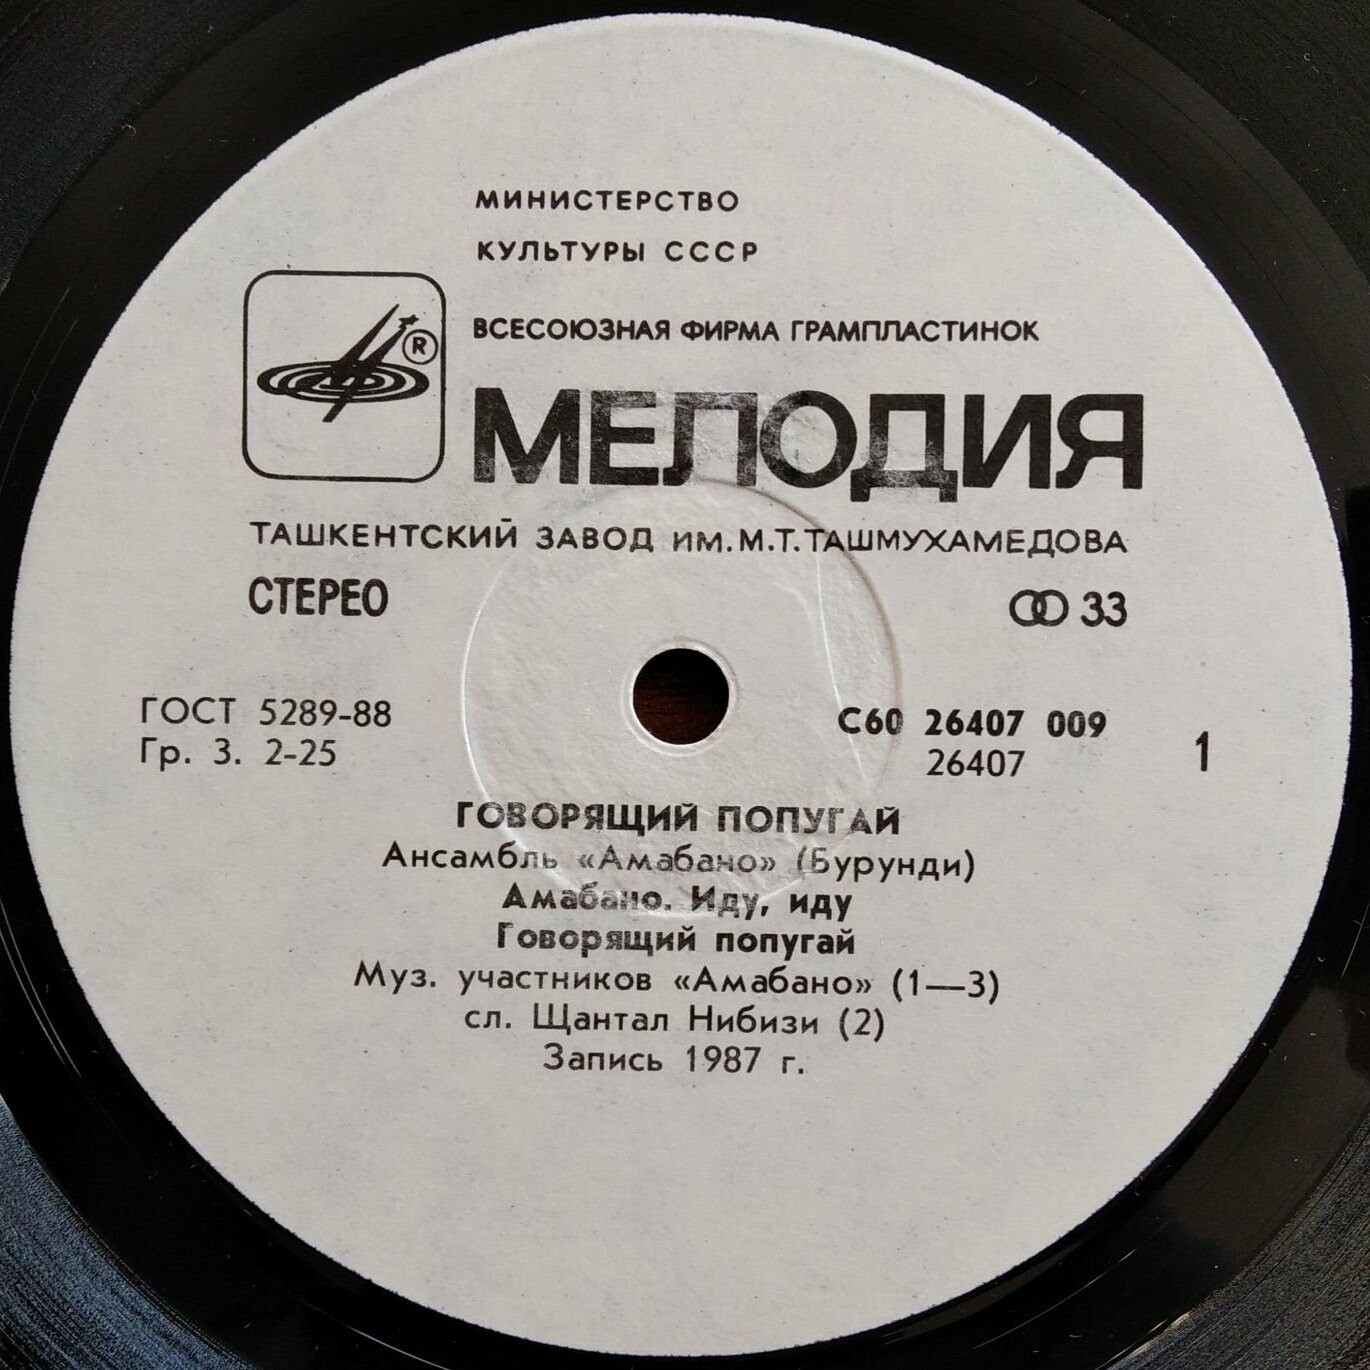 МИНИСТЕРСТВО
КУЛЬТУРЫ СССР
ВСЕСОЮЗНАЯ ФИРМА ГРАМПЛАСТИНОК
®
МЕЛОДИЯ
ТАШКЕНТСКИЙ ЗАВОД ИМ. М.Т. ТАШМУХАМЕДОВА
СТЕРЕО
33
ГОСТ 5289-88
Гр. 3. 2-25
С60 26407 009
26407
1
ГОВОРЯЩИЙ ПОПУГАЙ
Ансамбль «Амабано» (Бурунди)
Амабано. Иду, иду
Говорящий попугай
Муз. участников «Амабано» (1—3)
сл. Щантал Нибизи (2)
Запись 1987 г.